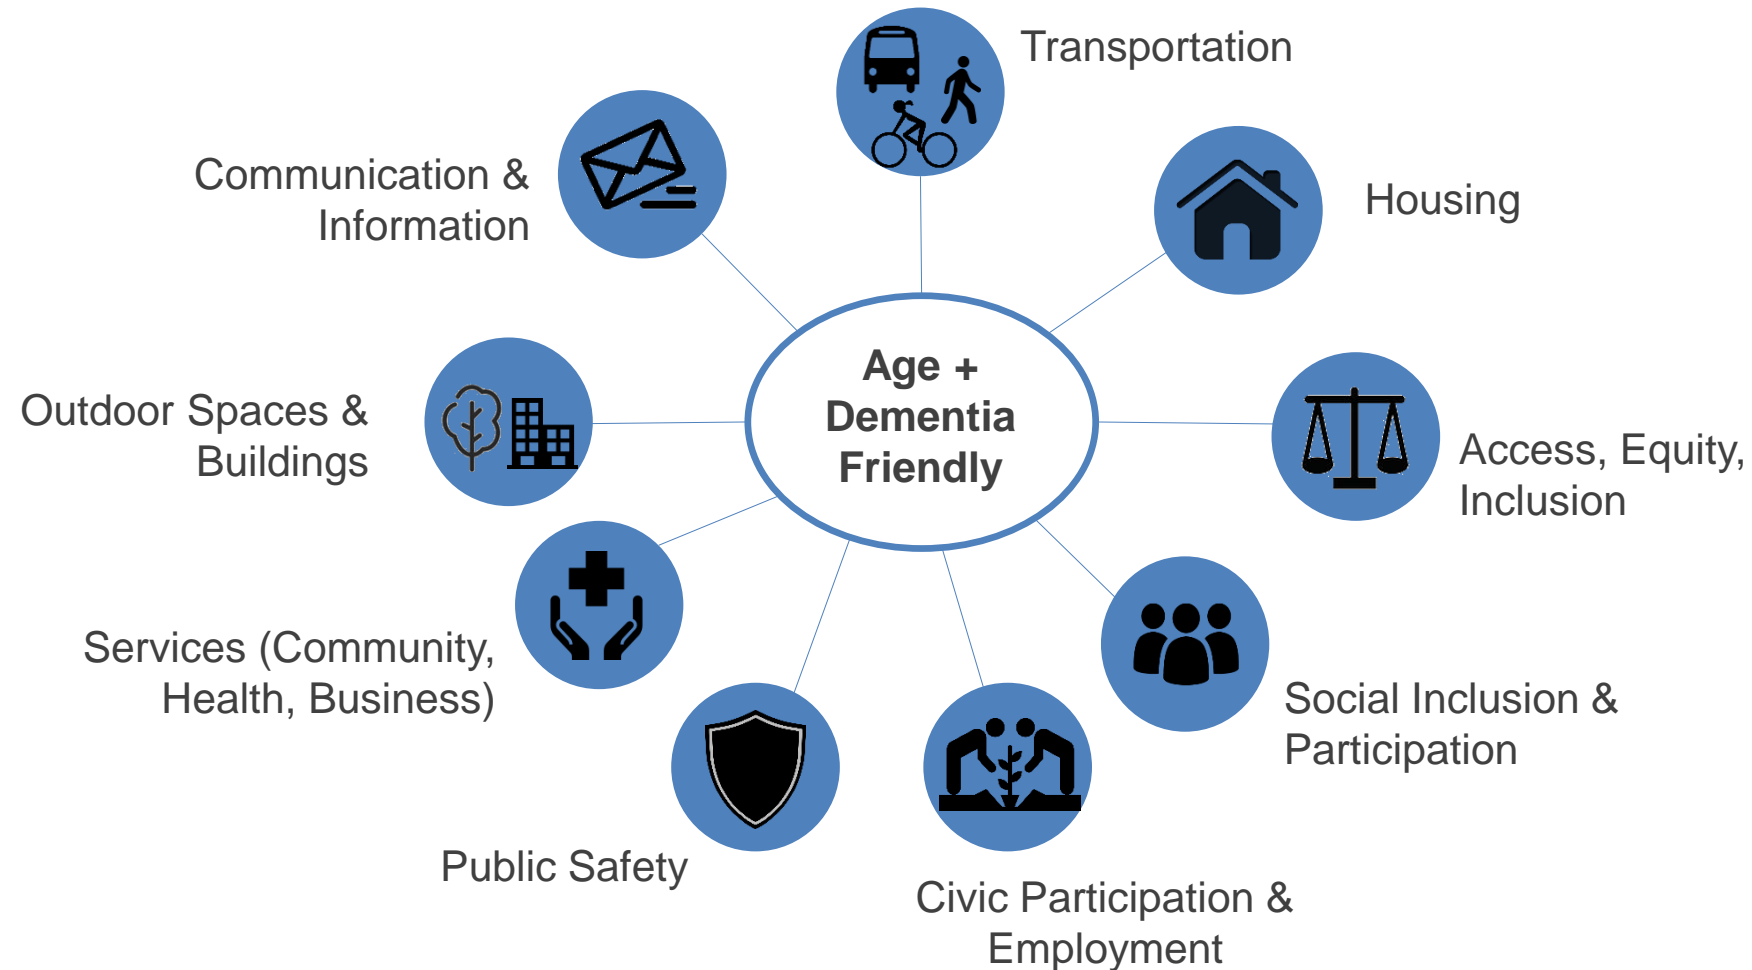 Transportation
Communication &
Information
Housing
Age +
Dementia
Friendly
Outdoor Spaces &
Buildings
Access, Equity,
Inclusion
Services (Community,
Health, Business)
Social Inclusion &
Participation
Public Safety
Civic Participation &
Employment